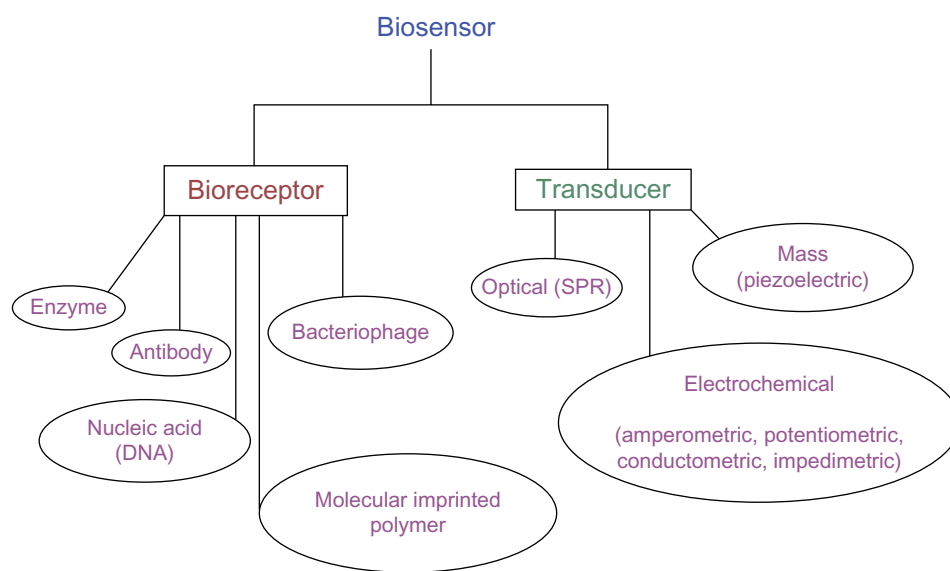 Biosensor
Bioreceptor
Transducer
Enzyme
Antibody
Nucleic acid
(DNA)
Molecular imprinted
polymer
Bacteriophage
Optical (SPR)
Mass
(piezoelectric)
Electrochemical
(amperometric, potentiometric,
conductometric, impedimetric)